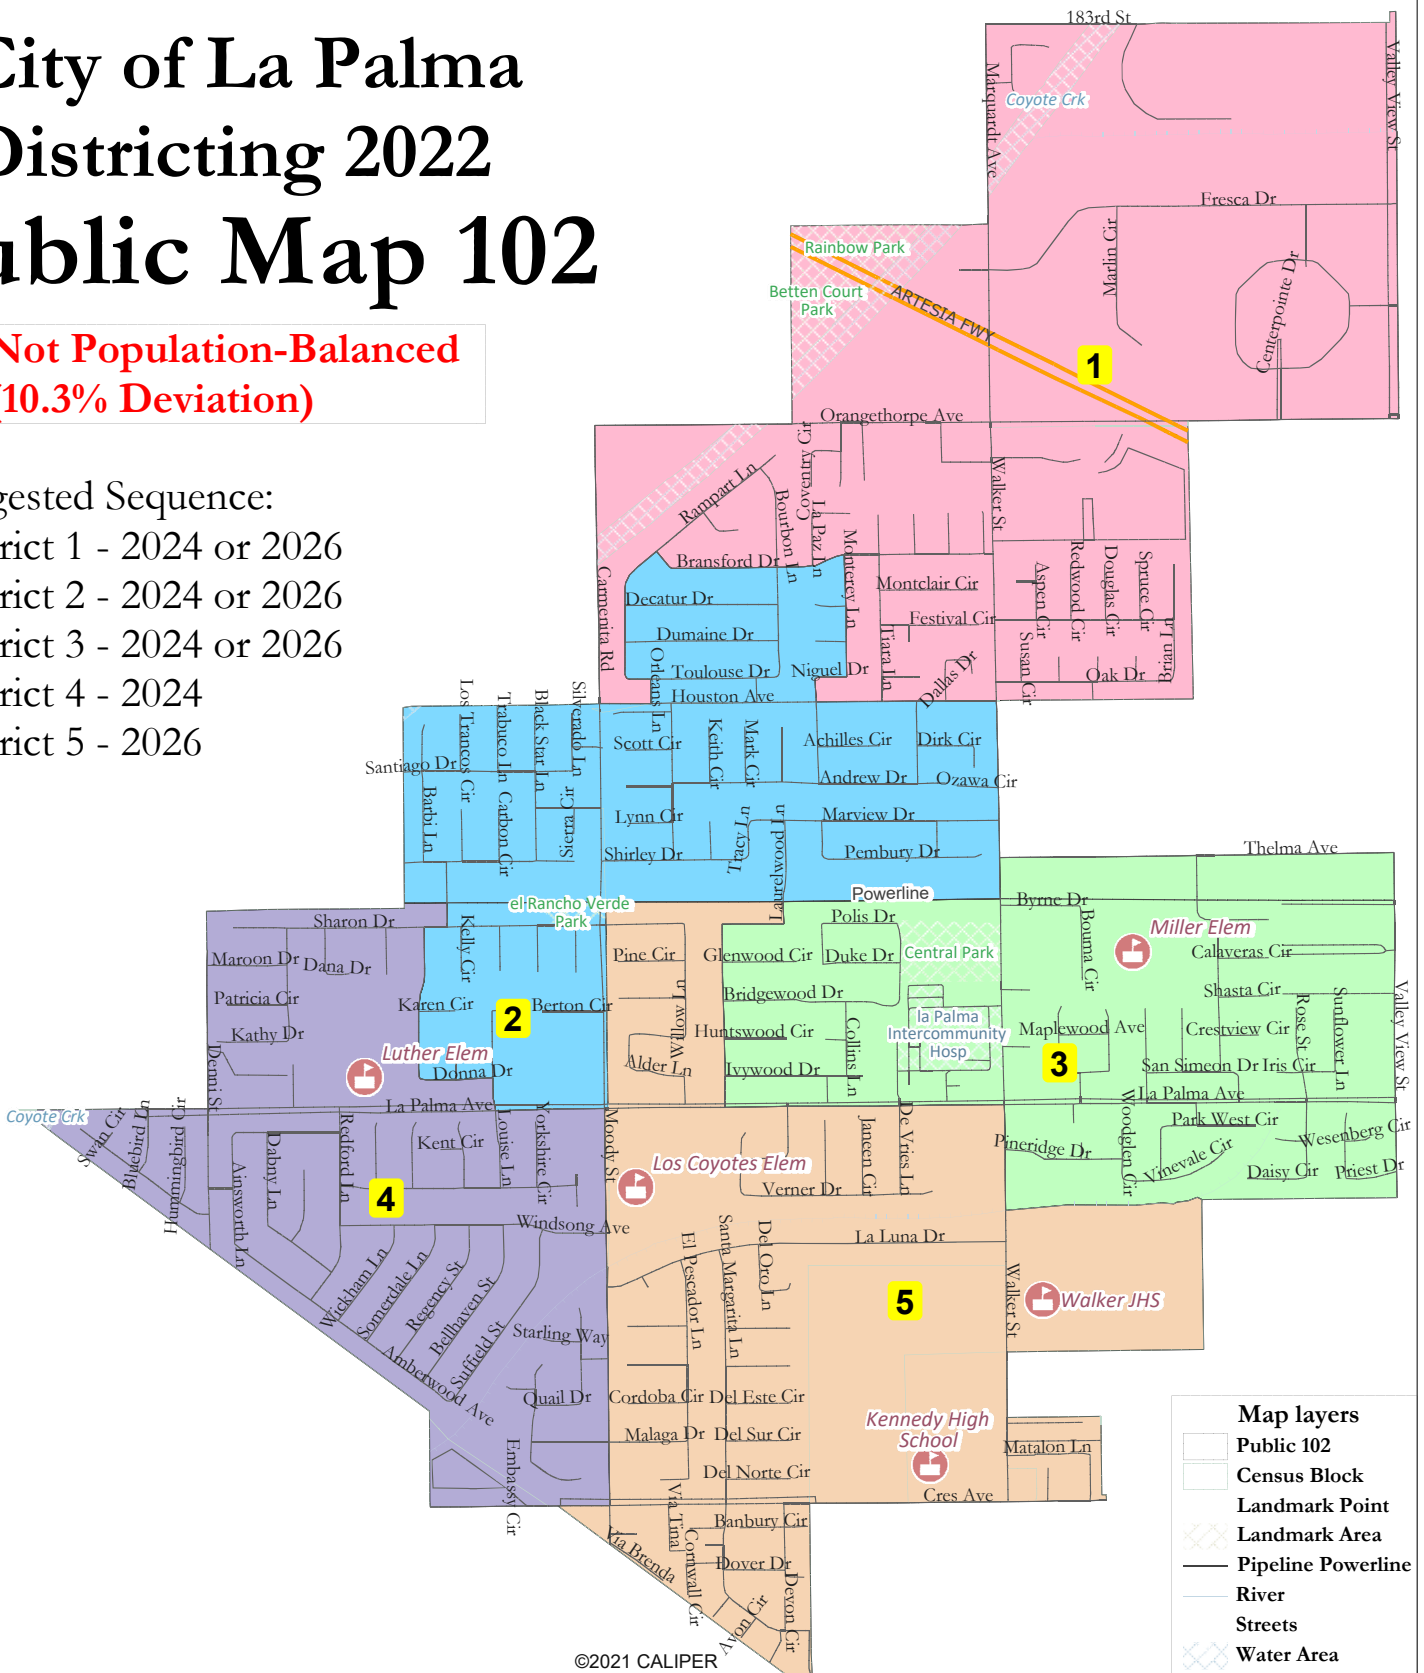 City of La Palma
Districting 2022
ublic Map 102
Not Population-Balanced
(10.3% Deviation)
gested Sequence:
rict 1 - 2024 or 2026
rict 2 - 2024 or 2026
rict 3 - 2024 or 2026
rict 4 - 2024
rict 5 - 2026
183rd St
Valley View St
Marquardt Ave
Coyote Crk
Fresca Dr
Marlin Cir
Centerpointe Dr
Rainbow Park
Betten Court
Park
ARTESIA FWY
1
Orangethorpe Ave
Rampart Ln
Coventry Cir
Bourbon Ln
La Paz Ln
Monterey Ln
Walker St
Bransford Dr
Carmenita Rd
Decatur Dr
Dumaine Dr
Orleans Ln
Toulouse Dr
Niguel Dr
Houston Ave
Montclair Cir
Festival Cir
Tiara Ln
Dallas Dr
Aspen Cir
Redwood Cir
Douglas Cir
Spruce Cir
Susan Cir
Oak Dr
Brian Ln
Los Trancos Cir
Trabuco Ln
Black Star Ln
Silverado Ln
Santiago Dr
Barbi Ln
Carbon Cir
Sierra Cir
Scott Cir
Keith Cir
Mark Cir
Achilles Cir
Dirk Cir
Andrew Dr
Ozawa Cir
Lynn Cir
Tracy Ln
Laurelwood Ln
Marview Dr
Shirley Dr
Pembury Dr
Powerline
el Rancho Verde
Park
Thelma Ave
Byrne Dr
Bouma Cir
Miller Elem
Calaveras Cir
Sharon Dr
Kelly Cir
Maroon Dr
Dana Dr
Patricia Cir
Kathy Dr
Karen Cir
2
Berton Cir
Luther Elem
Donna Dr
Denni St
La Palma Ave
Pine Cir
Willow Ln
Alder Ln
Glenwood Cir
Polis Dr
Duke Dr
Central Park
Bridgewood Dr
Huntswood Cir
Collins Ln
Ivywood Dr
la Palma
Intercommunity
Hosp
Maplewood Ave
3
Shasta Cir
Crestview Cir
Rose St
Sunflower Ln
Valley View St
San Simeon Dr
Iris Cir
La Palma Ave
Park West Cir
Woodglen Cir
Wesenberg Cir
Pineridge Dr
Vinevale Cir
Daisy Cir
Priest Dr
Coyote Crk
Swan Cir
Bluebird Ln
Hummingbird Cir
Ainsworth Ln
Dabny Ln
Redford Ln
Kent Cir
Louise Ln
Yorkshire Cir
4
Windsong Ave
Wickham Ln
Somerdale Ln
Regency St
Bellhaven St
Suffield St
Amberwood Ave
Starling Way
Quail Dr
Embassy Cir
Moody St
Los Coyotes Elem
Janeen Cir
De Vries Ln
Verner Dr
La Luna Dr
El Pescador Ln
Santa Margarita Ln
Del Oro Ln
5
Walker St
Walker JHS
Cordoba Cir
Del Este Cir
Malaga Dr
Del Sur Cir
Del Norte Cir
Kennedy High
School
Cres Ave
Matalon Ln
Via Tina
Banbury Cir
Via Brenda
Cornwall Cir
Dover Dr
Devon Cir
Avon Cir
©2021 CALIPER
Map layers
Public 102
Census Block
Landmark Point
Landmark Area
Pipeline Powerline
River
Streets
Water Area